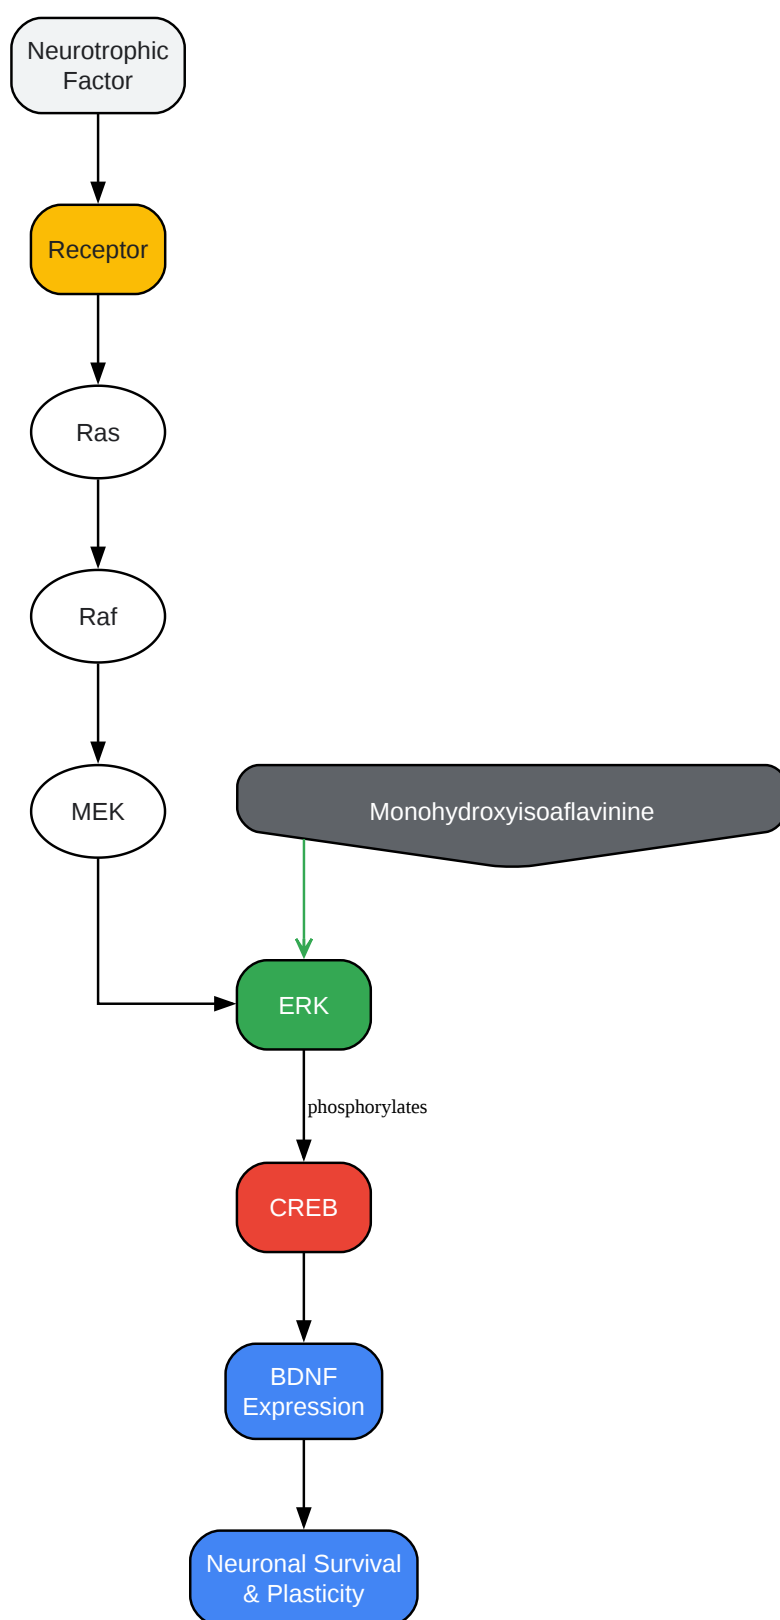 Neurotrophic
Factor
Receptor
Ras
Raf
MEK
Monohydroxyisoaflavinine
ERK
phosphorylates
CREB
BDNF
Expression
Neuronal Survival
& Plasticity